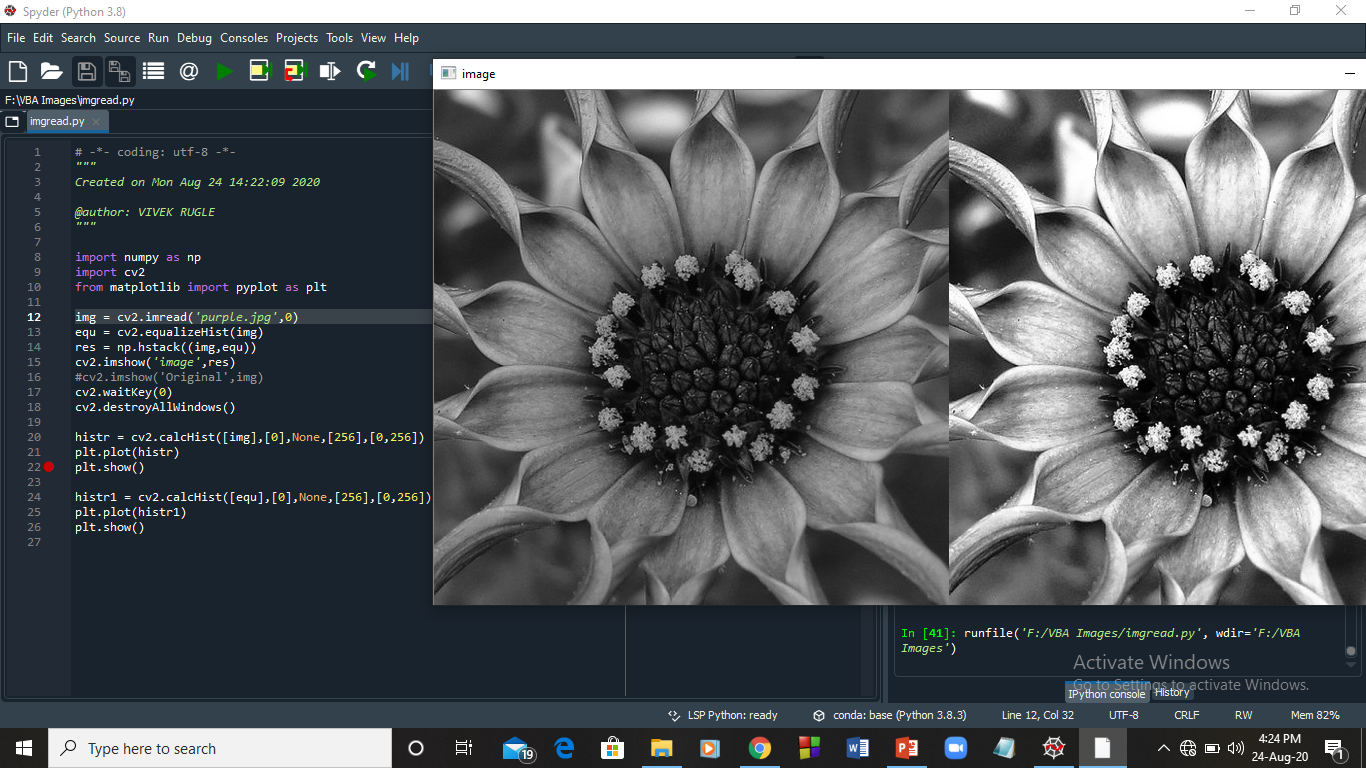 Spyder (Python 3.8)
File Edit Search Source Run Debug Consoles Projects Tools View Help
image
F:\VBA Images\imgread.py
imgread.py
1 # -*- coding: utf-8 -*-
2 """
3 Created on Mon Aug 24 14:22:09 2020
4
5 @author: VIVEK RUGLE
6 """
7
8 import numpy as np
9 import cv2
10 from matplotlib import pyplot as plt
11
12 img = cv2.imread('purple.jpg',0)
13 equ = cv2.equalizeHist(img)
14 res = np.hstack((img,equ))
15 cv2.imshow('image',res)
16 #cv2.imshow('Original',img)
17 cv2.waitKey(0)
18 cv2.destroyAllWindows()
19
20 histr = cv2.calcHist([img],[0],None,[256],[0,256])
21 plt.plot(histr)
22 plt.show()
23
24 histr1 = cv2.calcHist([equ],[0],None,[256],[0,256])
25 plt.plot(histr1)
26 plt.show()
27
In [41]: runfile('F:/VBA Images/imgread.py', wdir='F:/VBA
Images')
Activate Windows
Go to Settings to activate Windows.
IPython console History
LSP Python: ready conda: base (Python 3.8.3) Line 12, Col 32 UTF-8 CRLF RW Mem 82%
Type here to search
19
4:24 PM
24-Aug-20
1